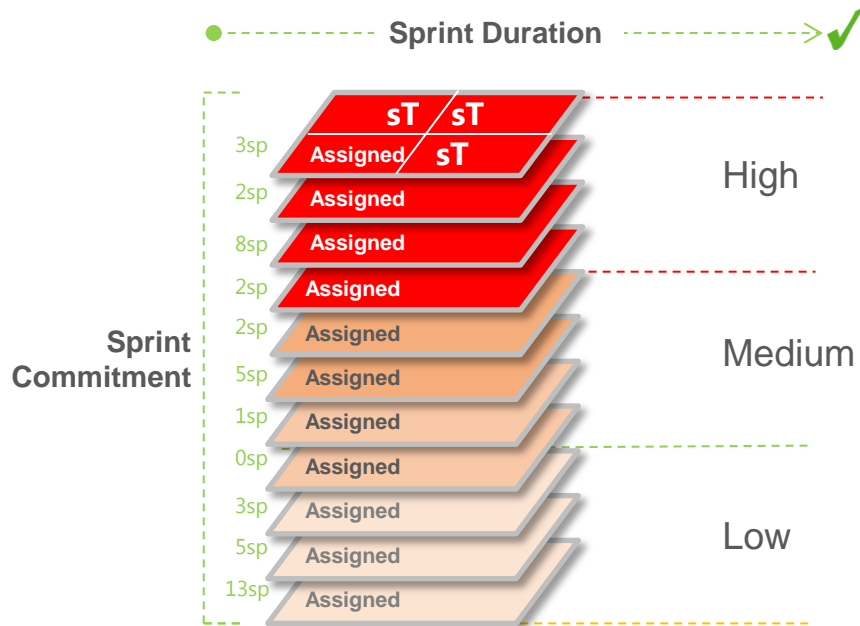 Sprint Duration
sT sT
3sp
Assigned sT
High
2sp
Assigned
8sp
Assigned
2sp
Assigned
2sp
Assigned
Sprint
Commitment
Medium
5sp
Assigned
1sp
Assigned
0sp
Assigned
3sp
Assigned
Low
5sp
Assigned
13sp
Assigned